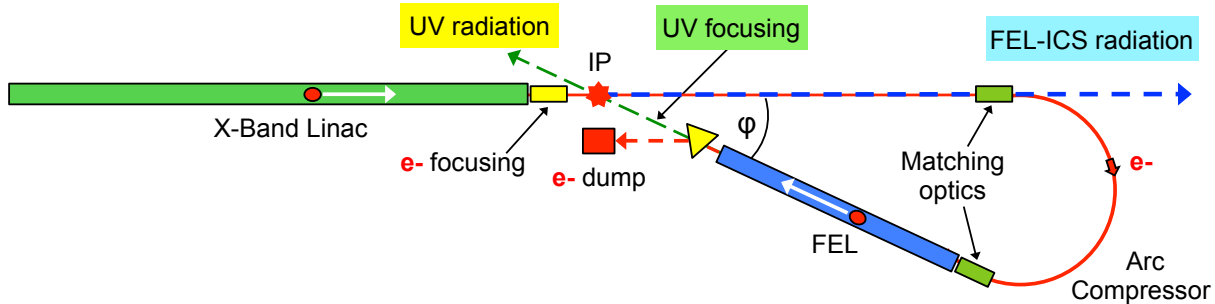 UV radiation
UV focusing
FEL-ICS radiation
IP
X-Band Linac
e- focusing
e- dump
φ
Matching
optics
e-
FEL
Arc
Compressor